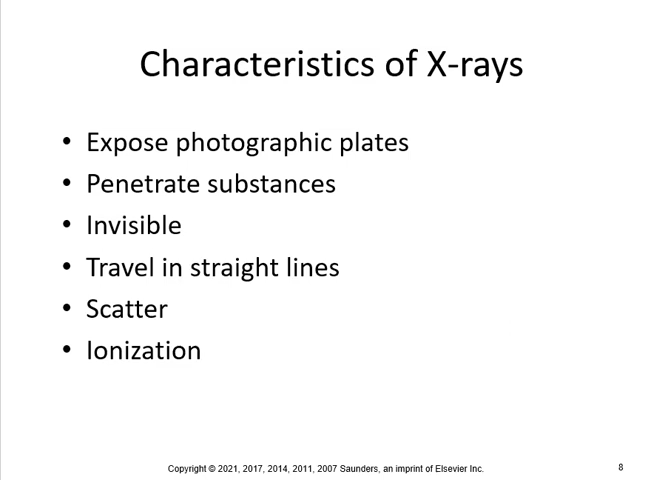 Characteristics of X-rays
• Expose photographic plates
• Penetrate substances
• Invisible
• Travel in straight lines
• Scatter
• Ionization
Copyright © 2021, 2017, 2014, 2011, 2007 Saunders, an imprint of Elsevier Inc.
8